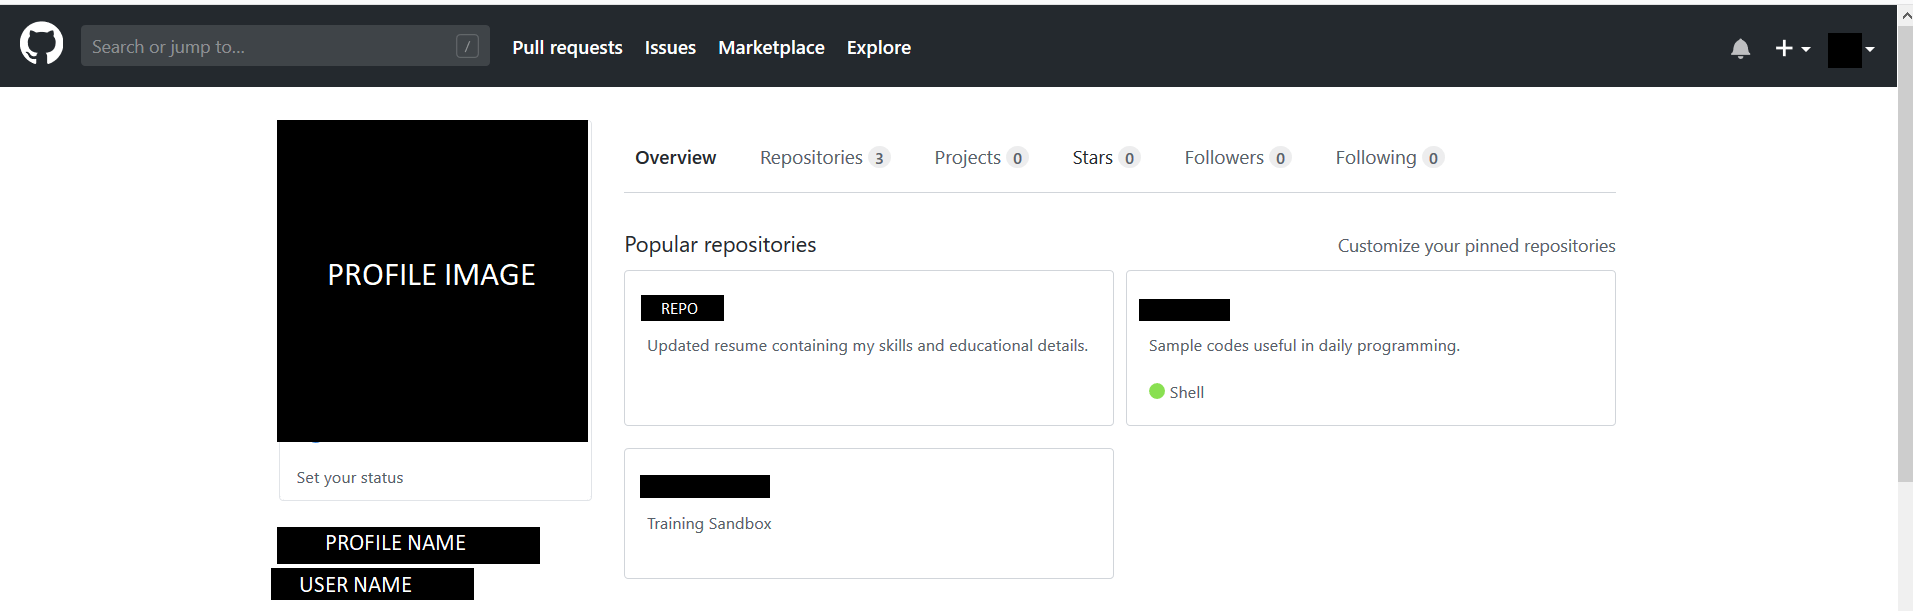 Search or jump to... /
Pull requests Issues Marketplace Explore
Overview Repositories 3 Projects 0 Stars 0 Followers 0 Following 0
PROFILE IMAGE
Set your status
PROFILE NAME
USER NAME
Popular repositories Customize your pinned repositories
REPO
Updated resume containing my skills and educational details.
Sample codes useful in daily programming.
Shell
Training Sandbox